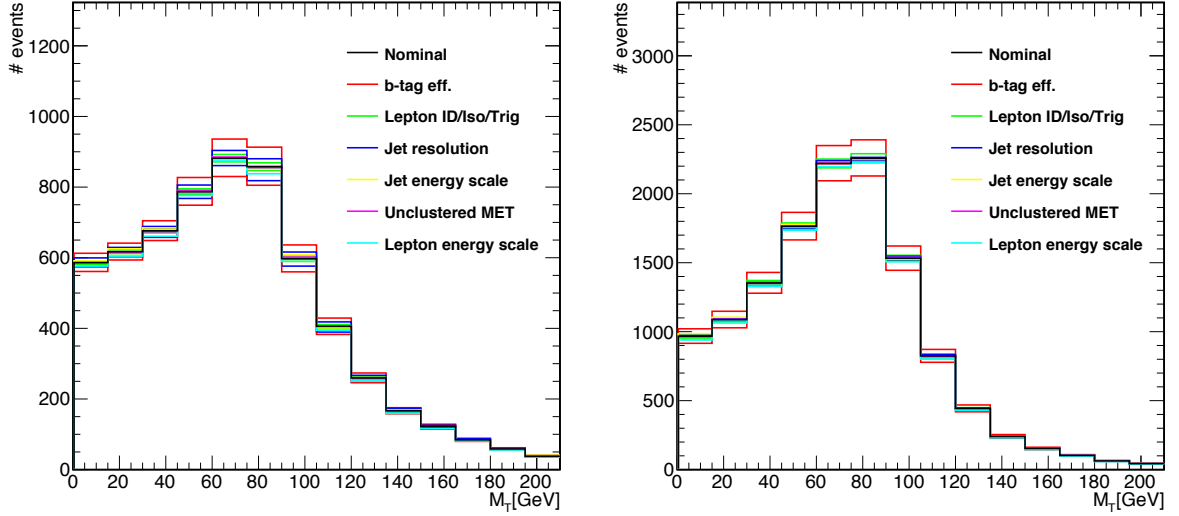 # events
1200
1000
800
600
400
200
0
0 20 40 60 80 100 120 140 160 180 200
M_T[GeV]
Nominal
b-tag eff.
Lepton ID/Iso/Trig
Jet resolution
Jet energy scale
Unclustered MET
Lepton energy scale
# events
3000
2500
2000
1500
1000
500
0
0 20 40 60 80 100 120 140 160 180 200
M_T[GeV]
Nominal
b-tag eff.
Lepton ID/Iso/Trig
Jet resolution
Jet energy scale
Unclustered MET
Lepton energy scale